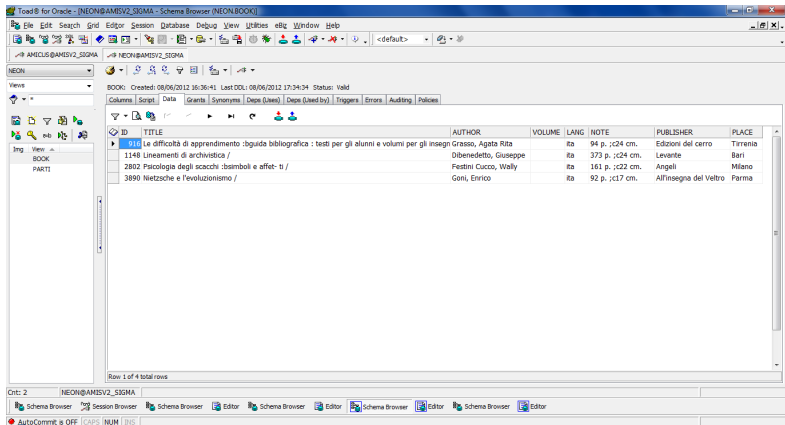 Toad® for Oracle - [NEON@AMISV2_SIGMA - Schema Browser (NEON.BOOK)]
File Edit Search Grid Editor Session Database Debug View Utilities eBiz Window Help
<default>
AMICUS@AMISV2_SIGMA NEON@AMISV2_SIGMA
NEON
Views
BOOK: Created: 08/06/2012 16:36:41 Last DDL: 08/06/2012 17:34:34 Status: Valid
*
Columns Script Data Grants Synonyms Deps (Uses) Deps (Used by) Triggers Errors Auditing Policies
Img View
BOOK
PARTI
ID TITLE AUTHOR VOLUME LANG NOTE PUBLISHER PLACE
916 Le difficoltà di apprendimento :bguida bibliografica : testi per gli alunni e volumi per gli insegn Grasso, Agata Rita ita 94 p. ;c24 cm. Edizioni del cerro Tirrenia
1148 Lineamenti di archivistica / Dibenedetto, Giuseppe ita 373 p. ;c24 cm. Levante Bari
2802 Psicologia degli scacchi :bsimboli e affet- ti / Festini Cucco, Wally ita 161 p. ;c22 cm. Angeli Milano
3890 Nietzsche e l'evoluzionismo / Goni, Enrico ita 92 p. ;c17 cm. All'insegna del Veltro Parma
Row 1 of 4 total rows
Cnt: 2 NEON@AMISV2_SIGMA
Schema Browser Session Browser Schema Browser Editor Schema Browser Editor Schema Browser Editor Schema Browser Editor
AutoCommit is OFF CAPS NUM INS